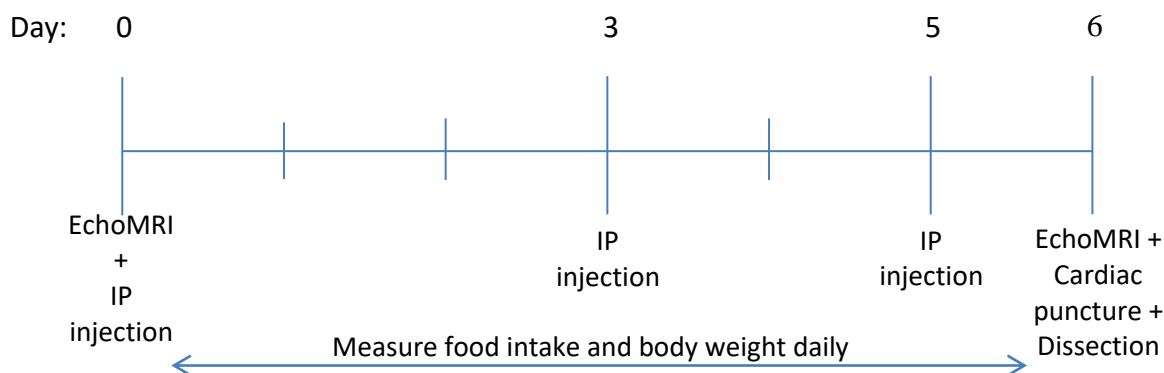 Day: 0 3 5 6
EchoMRI
+
IP
injection
IP
injection
IP
injection
EchoMRI +
Cardiac
puncture +
Dissection
Measure food intake and body weight daily